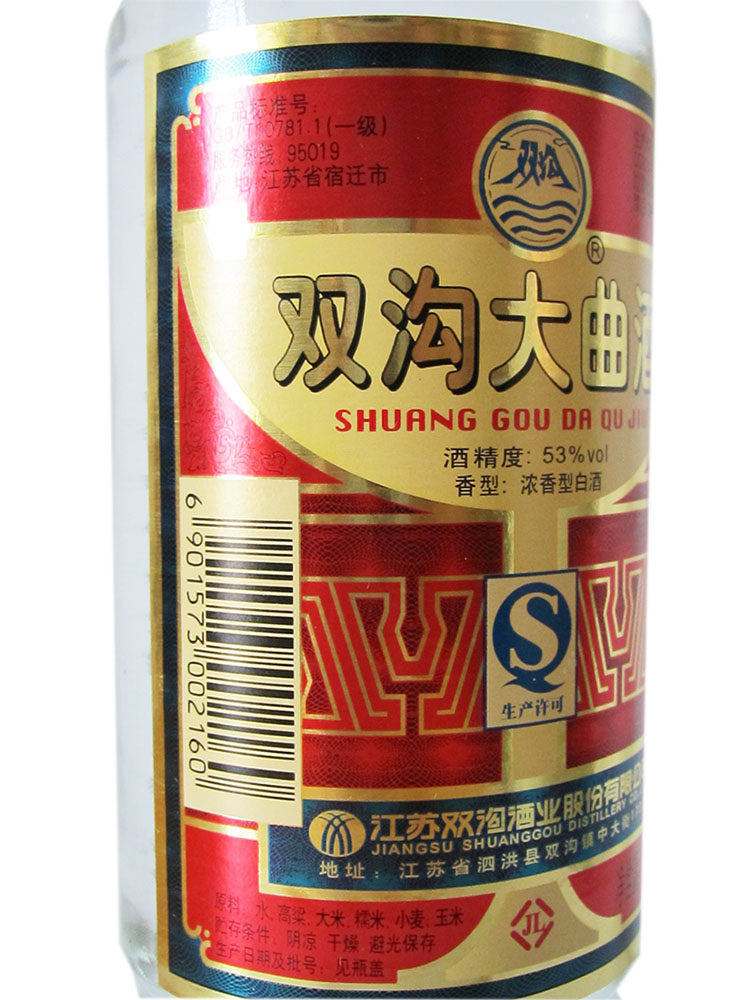 产品标准号:
GB/T10781.1(一级)
服务热线:95019
产地:江苏省宿迁市
双沟
®
双沟大曲酒
SHUANG GOU DA QU JIU
酒精度: 53%vol
香型: 浓香型白酒
6 901573 002160
S
生产许可
江苏双沟酒业股份有限公
JIANGSU SHUANGGOU DISTILLERY
地址: 江苏省泗洪县双沟镇中大街
原料: 水、高粱、大米、糯米、小麦、玉米
贮存条件: 阴凉 干燥 避光保存
生产日期及批号: 见瓶盖
JL